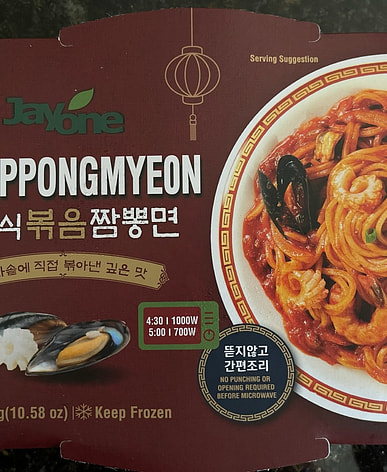 Serving Suggestion
Jayone
PPONGMYEON
식볶음짬뽕면
솥에 직접 볶아낸 깊은 맛
4:30 | 1000W
5:00 | 700W
뜯지않고
간편조리
NO PUNCHING OR
OPENING REQUIRED
BEFORE MICROWAVE
g(10.58 oz) | Keep Frozen